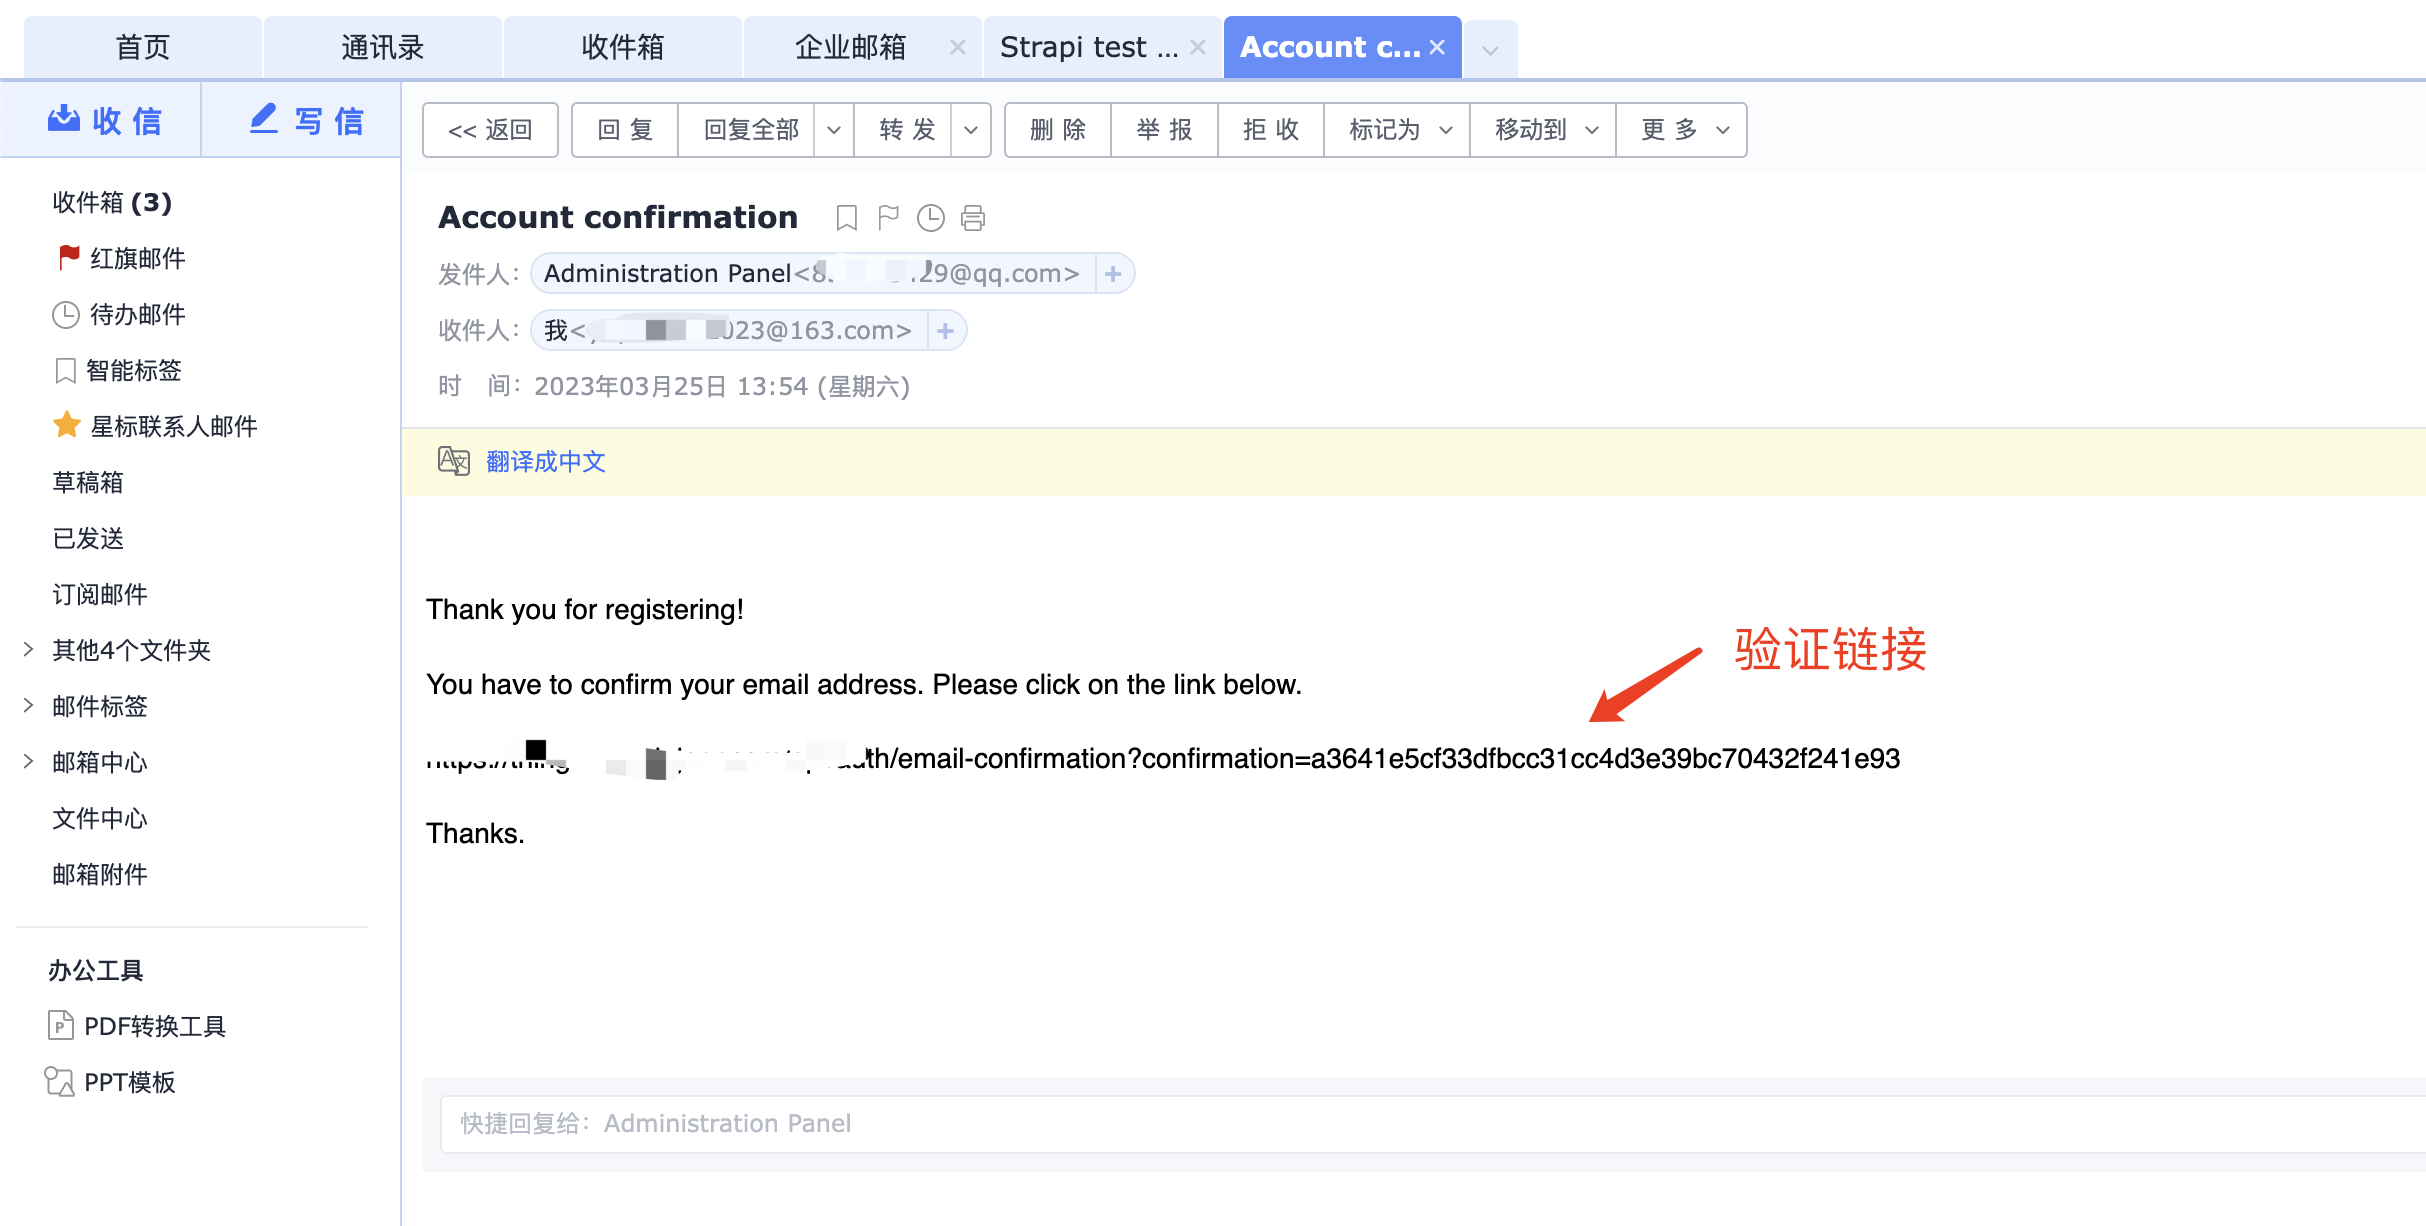 首页 通讯录 收件箱 企业邮箱 Strapi test ... Account c...
收 信 写 信
<< 返回 回 复 回复全部 转 发 删 除 举 报 拒 收 标记为 移动到 更 多
收件箱 (3)
红旗邮件
待办邮件
智能标签
星标联系人邮件
草稿箱
已发送
订阅邮件
其他4个文件夹
邮件标签
邮箱中心
文件中心
邮箱附件
办公工具
PDF转换工具
PPT模板
Account confirmation
发件人： Administration Panel<8 29@qq.com> +
收件人： 我< 023@163.com> +
时 间： 2023年03月25日 13:54 (星期六)
翻译成中文
Thank you for registering!
You have to confirm your email address. Please click on the link below.
验证链接
/email-confirmation?confirmation=a3641e5cf33dfbcc31cc4d3e39bc70432f241e93
Thanks.
快捷回复给：Administration Panel